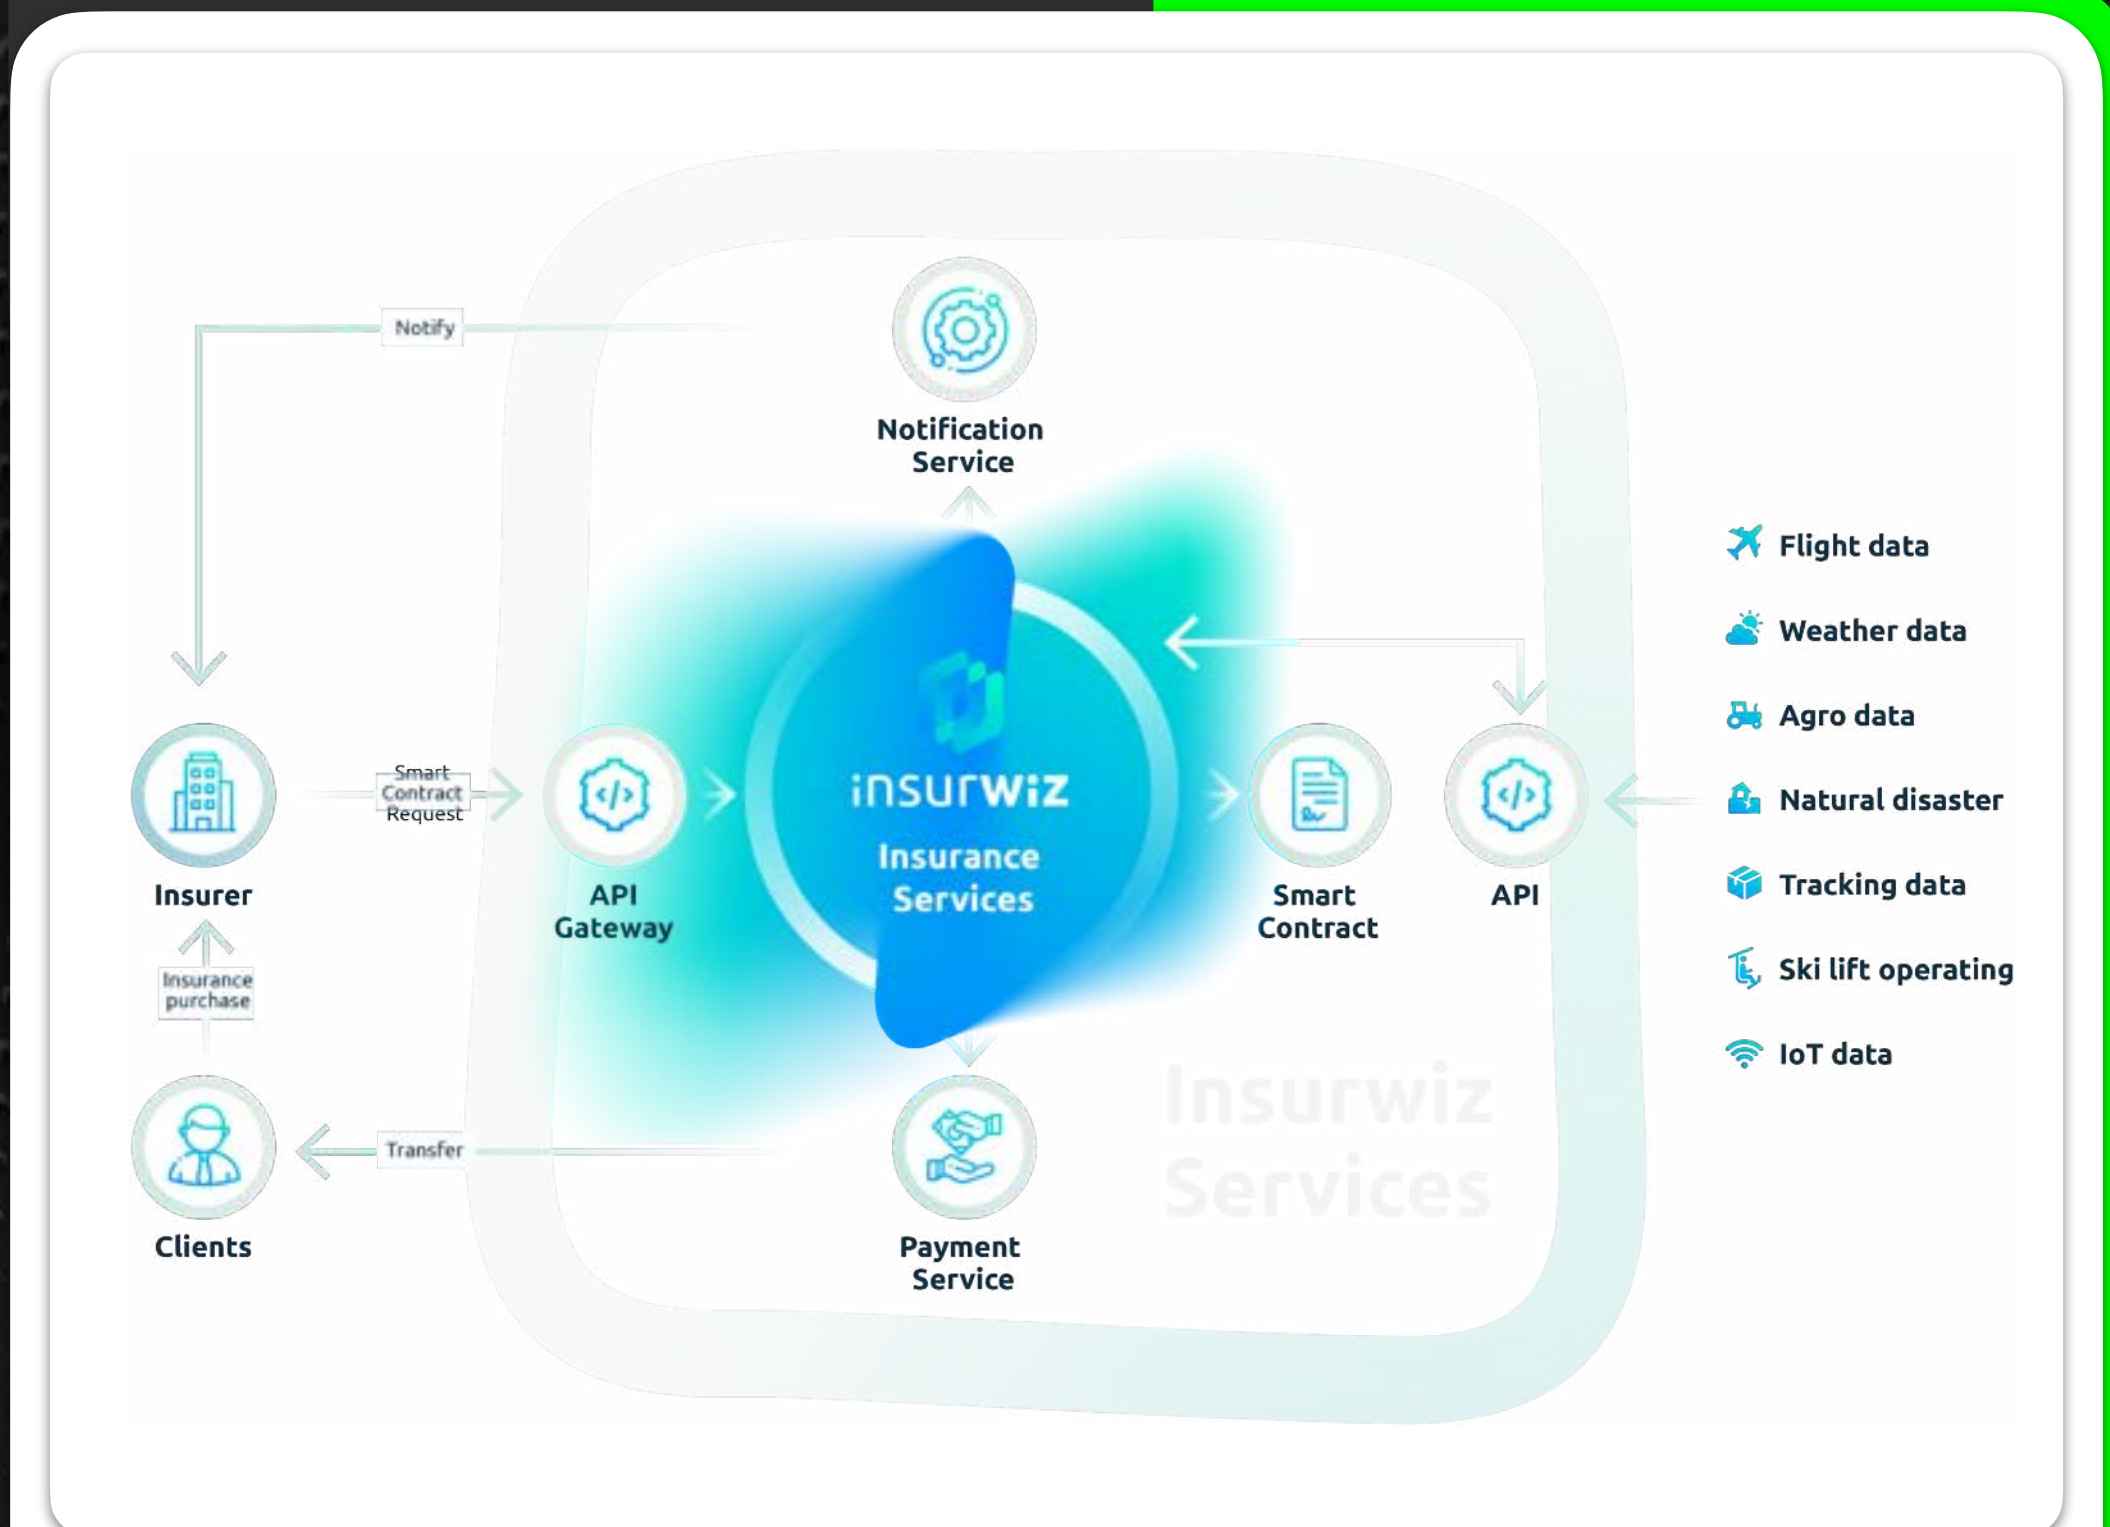 Notify
Notification
Service
Flight data
Weather data
Agro data
Natural disaster
Tracking data
Ski lift operating
IoT data
Smart
Contract
Request
insurwiz
Insurance
Services
Insurer
API
Gateway
Smart
Contract
API
Insurance
purchase
Transfer
Clients
Payment
Service
Insurwiz
Services